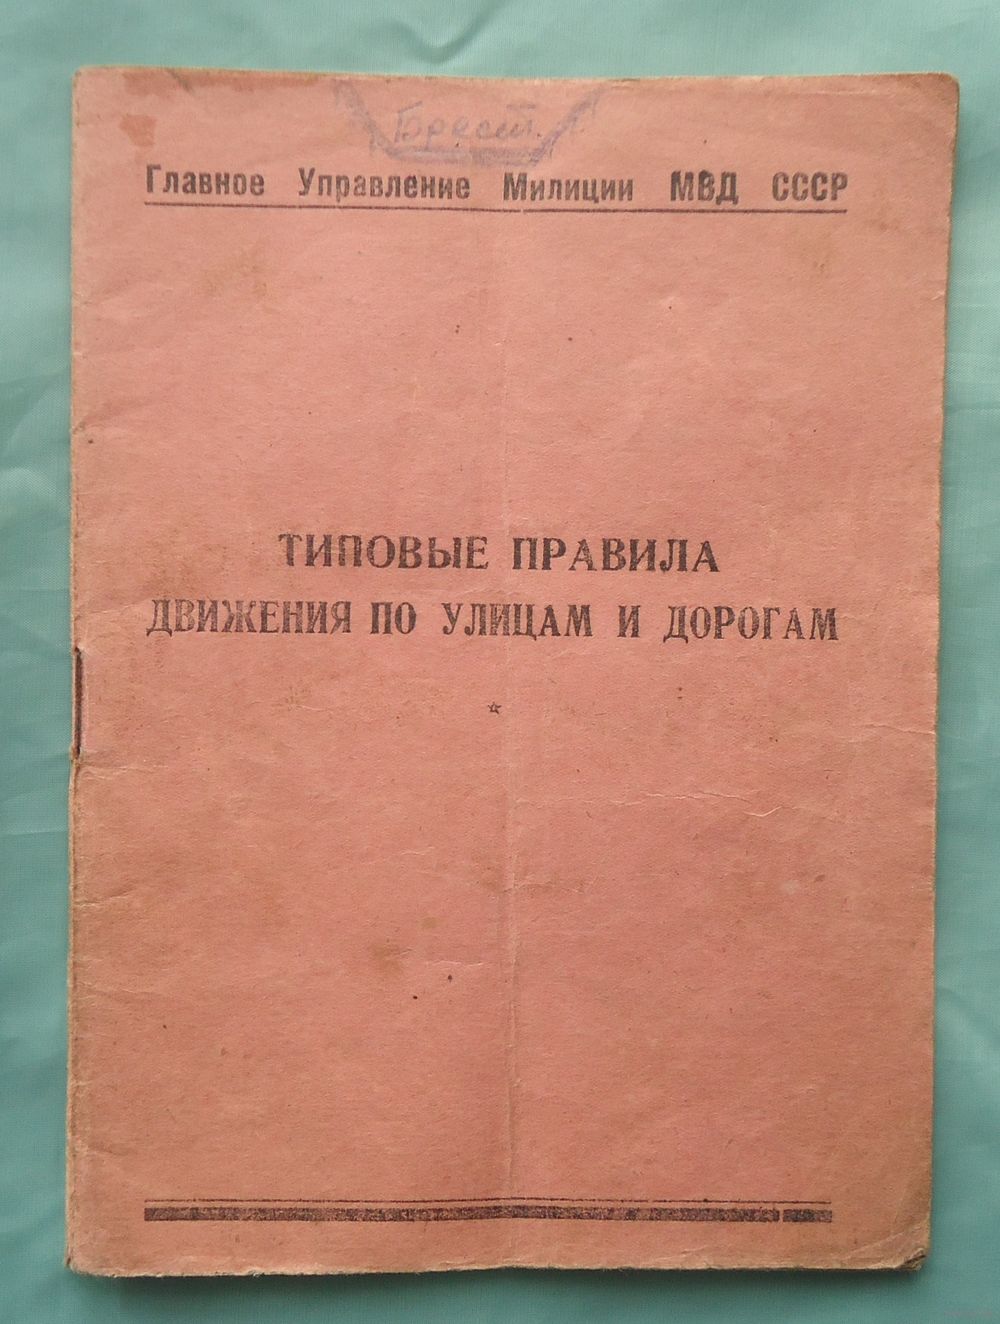 Брест.
Главное Управление Милиции МВД СССР
ТИПОВЫЕ ПРАВИЛА
ДВИЖЕНИЯ ПО УЛИЦАМ И ДОРОГАМ